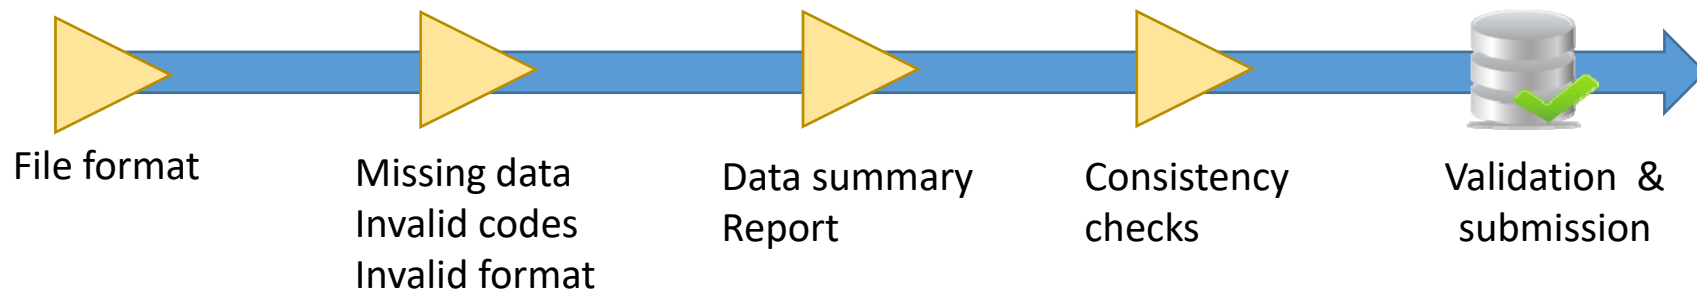 File format
Missing data
Invalid codes
Invalid format
Data summary
Report
Consistency
checks
Validation & 
submission